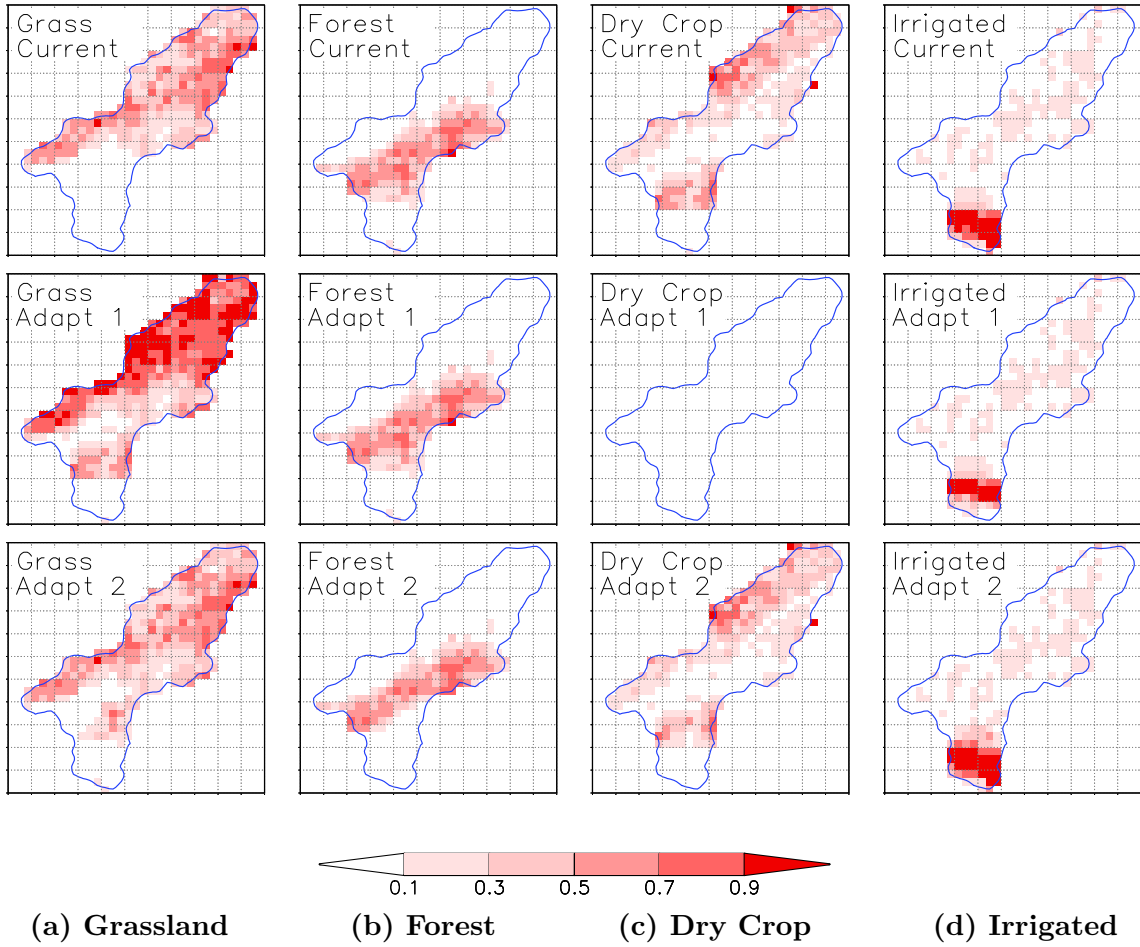 Grass
Current
Forest
Current
Dry Crop
Current
Irrigated
Current
Grass
Adapt 1
Forest
Adapt 1
Dry Crop
Adapt 1
Irrigated
Adapt 1
Grass
Adapt 2
Forest
Adapt 2
Dry Crop
Adapt 2
Irrigated
Adapt 2
0.1 0.3 0.5 0.7 0.9
(a) Grassland
(b) Forest
(c) Dry Crop
(d) Irrigated